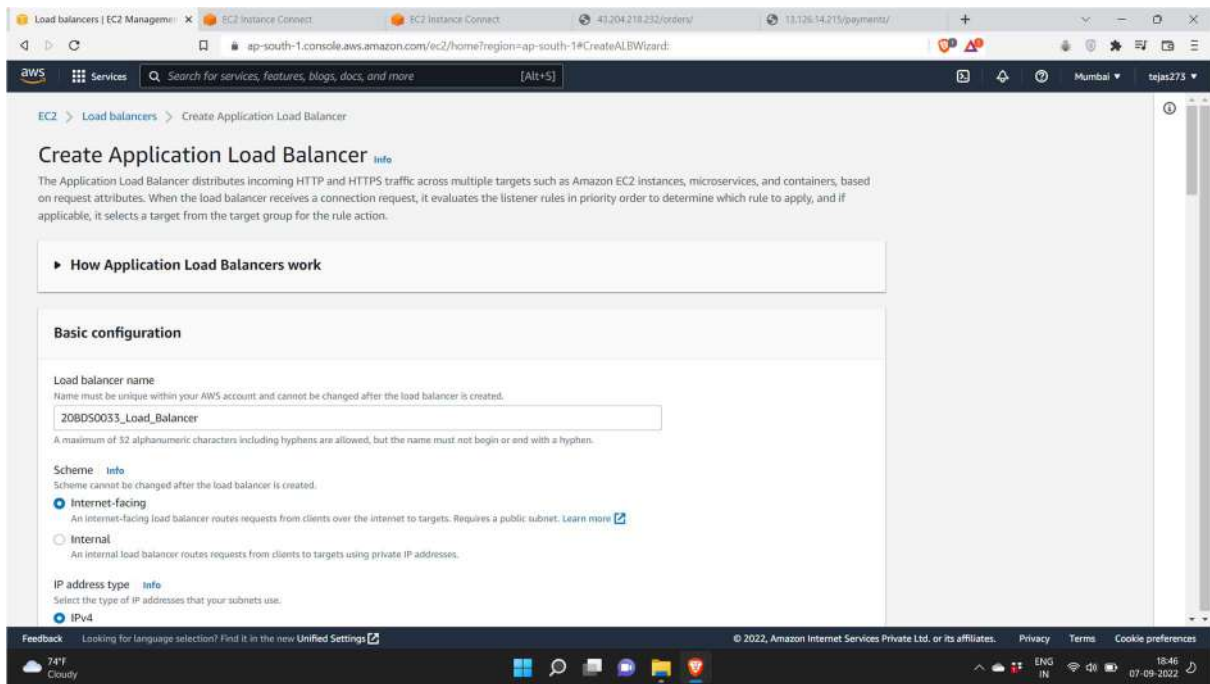 Load balancers | EC2 Managemen
EC2 Instance Connect
EC2 Instance Connect
43.204.218.232/orders/
13.126.14.215/payments/
ap-south-1.console.aws.amazon.com/ec2/home?region=ap-south-1#CreateALBWizard:
aws
Services
Search for services, features, blogs, docs, and more
[Alt+S]
Mumbai
tejas273
EC2 > Load balancers > Create Application Load Balancer
Create Application Load Balancer Info
The Application Load Balancer distributes incoming HTTP and HTTPS traffic across multiple targets such as Amazon EC2 instances, microservices, and containers, based
on request attributes. When the load balancer receives a connection request, it evaluates the listener rules in priority order to determine which rule to apply, and if
applicable, it selects a target from the target group for the rule action.
How Application Load Balancers work
Basic configuration
Load balancer name
Name must be unique within your AWS account and cannot be changed after the load balancer is created.
20BDS0033_Load_Balancer
A maximum of 32 alphanumeric characters including hyphens are allowed, but the name must not begin or end with a hyphen.
Scheme Info
Scheme cannot be changed after the load balancer is created.
Internet-facing
An internet-facing load balancer routes requests from clients over the internet to targets. Requires a public subnet. Learn more
Internal
An internal load balancer routes requests from clients to targets using private IP addresses.
IP address type Info
Select the type of IP addresses that your subnets use.
IPv4
Feedback Looking for language selection? Find it in the new Unified Settings
© 2022, Amazon Internet Services Private Ltd. or its affiliates. Privacy Terms Cookie preferences
74°F
Cloudy
ENG
IN
18:46
07-09-2022